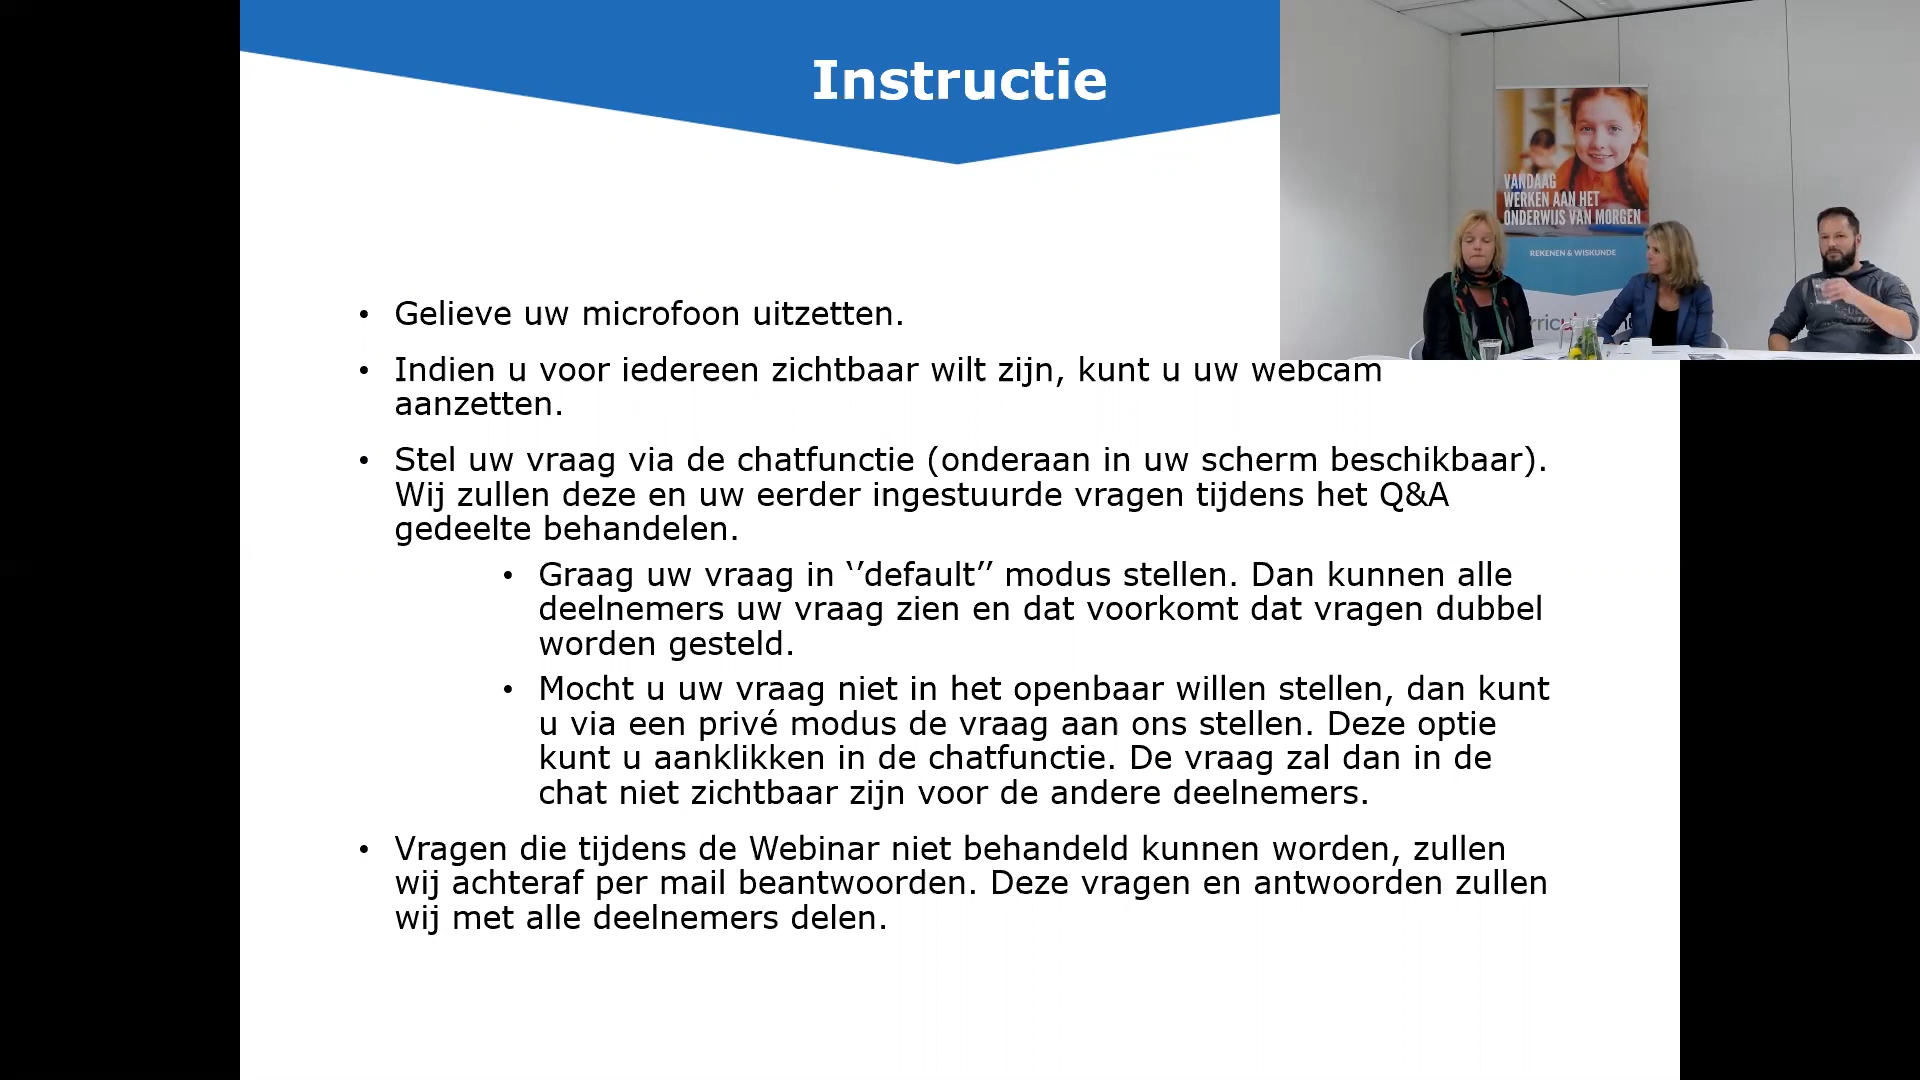 Instructie
VANDAAG
WERKEN AAN HET
ONDERWIJS VAN MORGEN
REKENEN & WISKUNDE
• Gelieve uw microfoon uitzetten.
• Indien u voor iedereen zichtbaar wilt zijn, kunt u uw webcam
aanzetten.
• Stel uw vraag via de chatfunctie (onderaan in uw scherm beschikbaar).
Wij zullen deze en uw eerder ingestuurde vragen tijdens het Q&A
gedeelte behandelen.
• Graag uw vraag in ‘’default’’ modus stellen. Dan kunnen alle
deelnemers uw vraag zien en dat voorkomt dat vragen dubbel
worden gesteld.
• Mocht u uw vraag niet in het openbaar willen stellen, dan kunt
u via een privé modus de vraag aan ons stellen. Deze optie
kunt u aanklikken in de chatfunctie. De vraag zal dan in de
chat niet zichtbaar zijn voor de andere deelnemers.
• Vragen die tijdens de Webinar niet behandeld kunnen worden, zullen
wij achteraf per mail beantwoorden. Deze vragen en antwoorden zullen
wij met alle deelnemers delen.